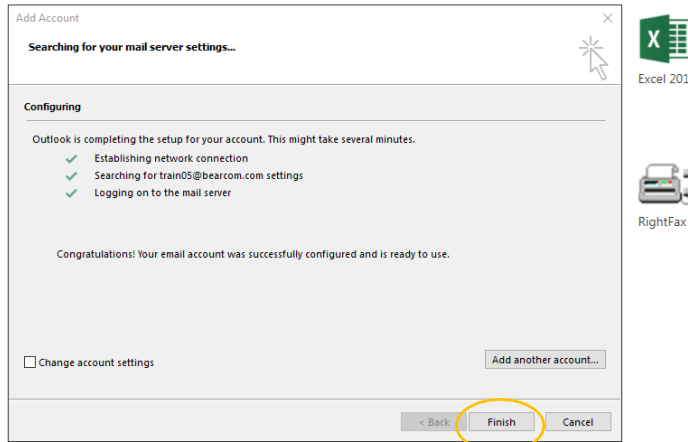 Add Account
Searching for your mail server settings...
Configuring
Outlook is completing the setup for your account. This might take several minutes.
Establishing network connection
Searching for train05@bearcom.com settings
Logging on to the mail server
Congratulations! Your email account was successfully configured and is ready to use.
Change account settings
Add another account...
< Back
Finish
Cancel
X
Excel 201
RightFax